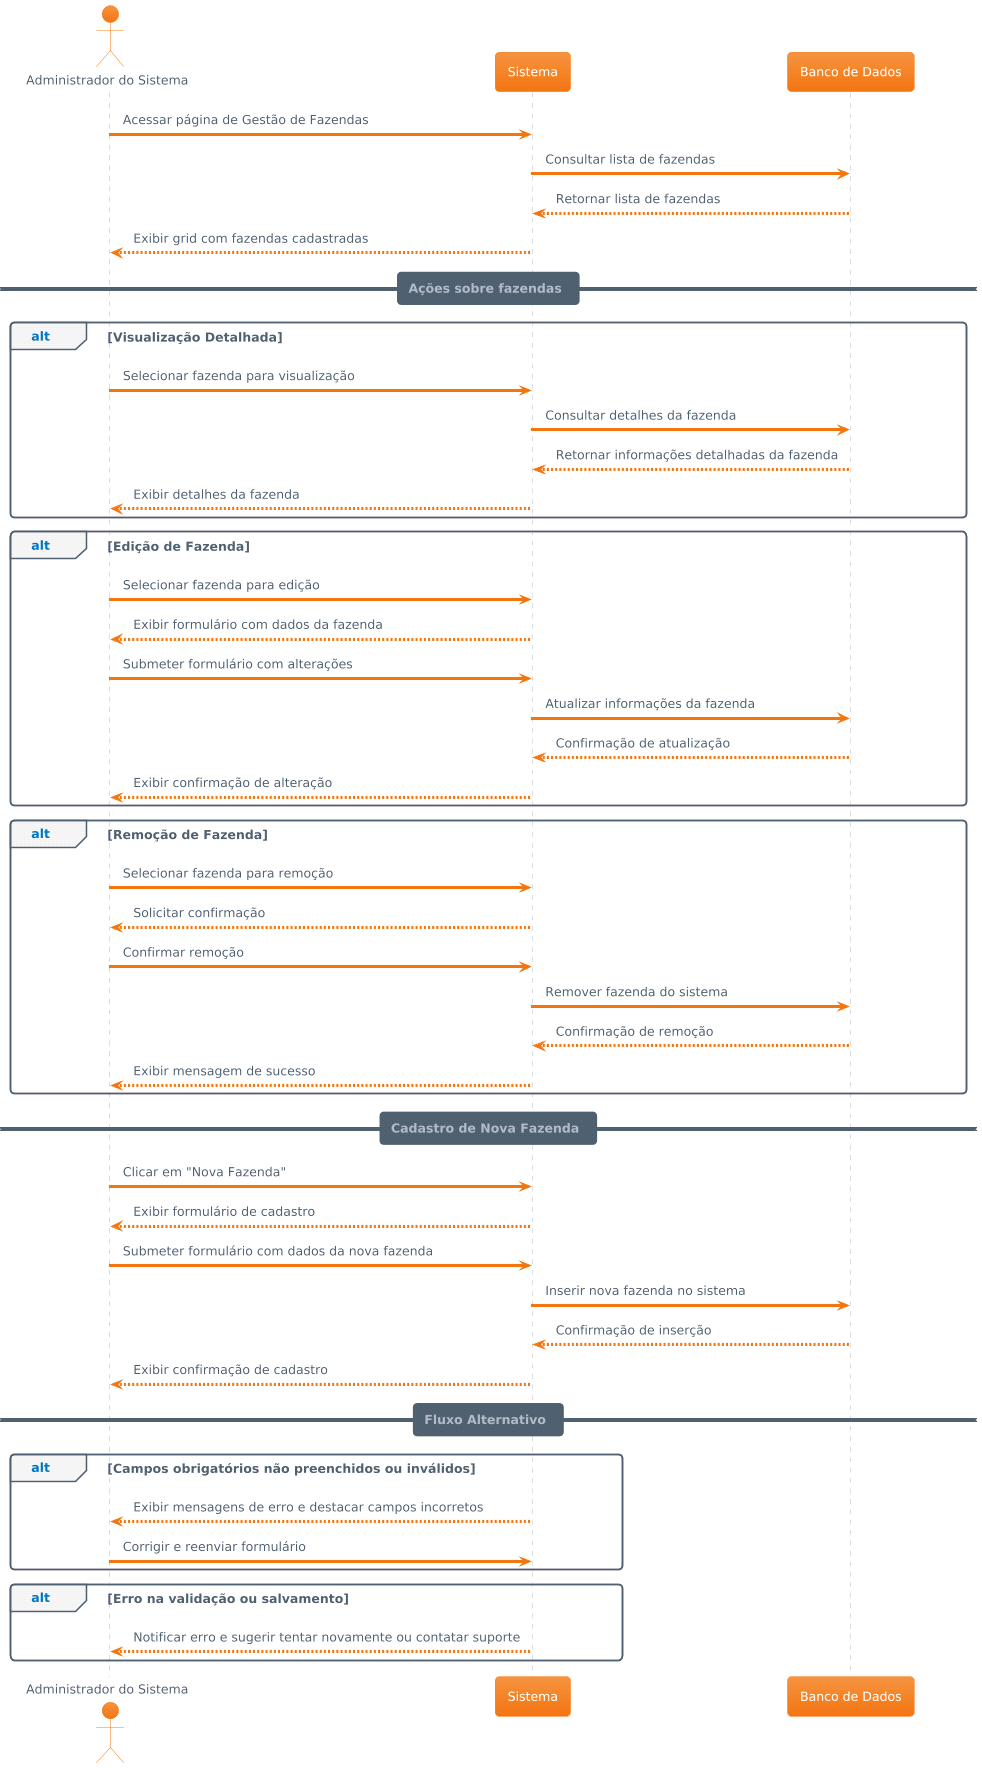 Administrador do Sistema
Sistema
Banco de Dados
Acessar página de Gestão de Fazendas
Consultar lista de fazendas
Retornar lista de fazendas
Exibir grid com fazendas cadastradas
Ações sobre fazendas
alt [Visualização Detalhada]
Selecionar fazenda para visualização
Consultar detalhes da fazenda
Retornar informações detalhadas da fazenda
Exibir detalhes da fazenda
alt [Edição de Fazenda]
Selecionar fazenda para edição
Exibir formulário com dados da fazenda
Submeter formulário com alterações
Atualizar informações da fazenda
Confirmação de atualização
Exibir confirmação de alteração
alt [Remoção de Fazenda]
Selecionar fazenda para remoção
Solicitar confirmação
Confirmar remoção
Remover fazenda do sistema
Confirmação de remoção
Exibir mensagem de sucesso
Cadastro de Nova Fazenda
Clicar em "Nova Fazenda"
Exibir formulário de cadastro
Submeter formulário com dados da nova fazenda
Inserir nova fazenda no sistema
Confirmação de inserção
Exibir confirmação de cadastro
Fluxo Alternativo
alt [Campos obrigatórios não preenchidos ou inválidos]
Exibir mensagens de erro e destacar campos incorretos
Corrigir e reenviar formulário
alt [Erro na validação ou salvamento]
Notificar erro e sugerir tentar novamente ou contatar suporte
Administrador do Sistema
Sistema
Banco de Dados